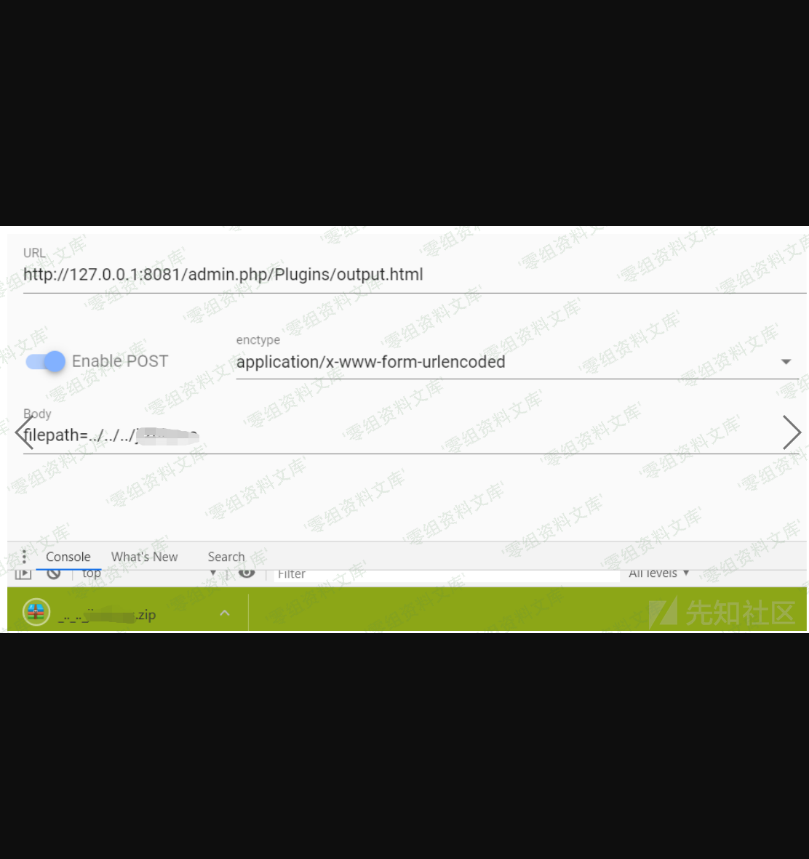 URL
http://127.0.0.1:8081/admin.php/Plugins/output.html
enctype
Enable POST
application/x-www-form-urlencoded
Body
filepath=../../../
Console What's New Search
top Filter All levels
.zip
先知社区
零组资料文库